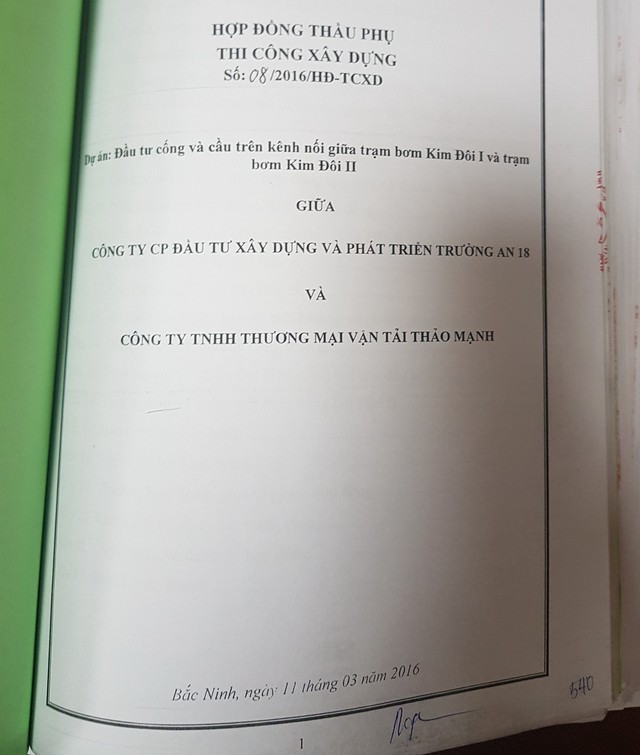 HỢP ĐỒNG THẦU PHỤ
THI CÔNG XÂY DỰNG
Số: 08/2016/HĐ-TCXD
Dự án: Đầu tư cống và cầu trên kênh nối giữa trạm bơm Kim Đôi I và trạm
bơm Kim Đôi II
GIỮA
CÔNG TY CP ĐẦU TƯ XÂY DỰNG VÀ PHÁT TRIỂN TRƯỜNG AN 18
VÀ
CÔNG TY TNHH THƯƠNG MẠI VẬN TẢI THẢO MẠNH
Bắc Ninh, ngày 11 tháng 03 năm 2016
540
1